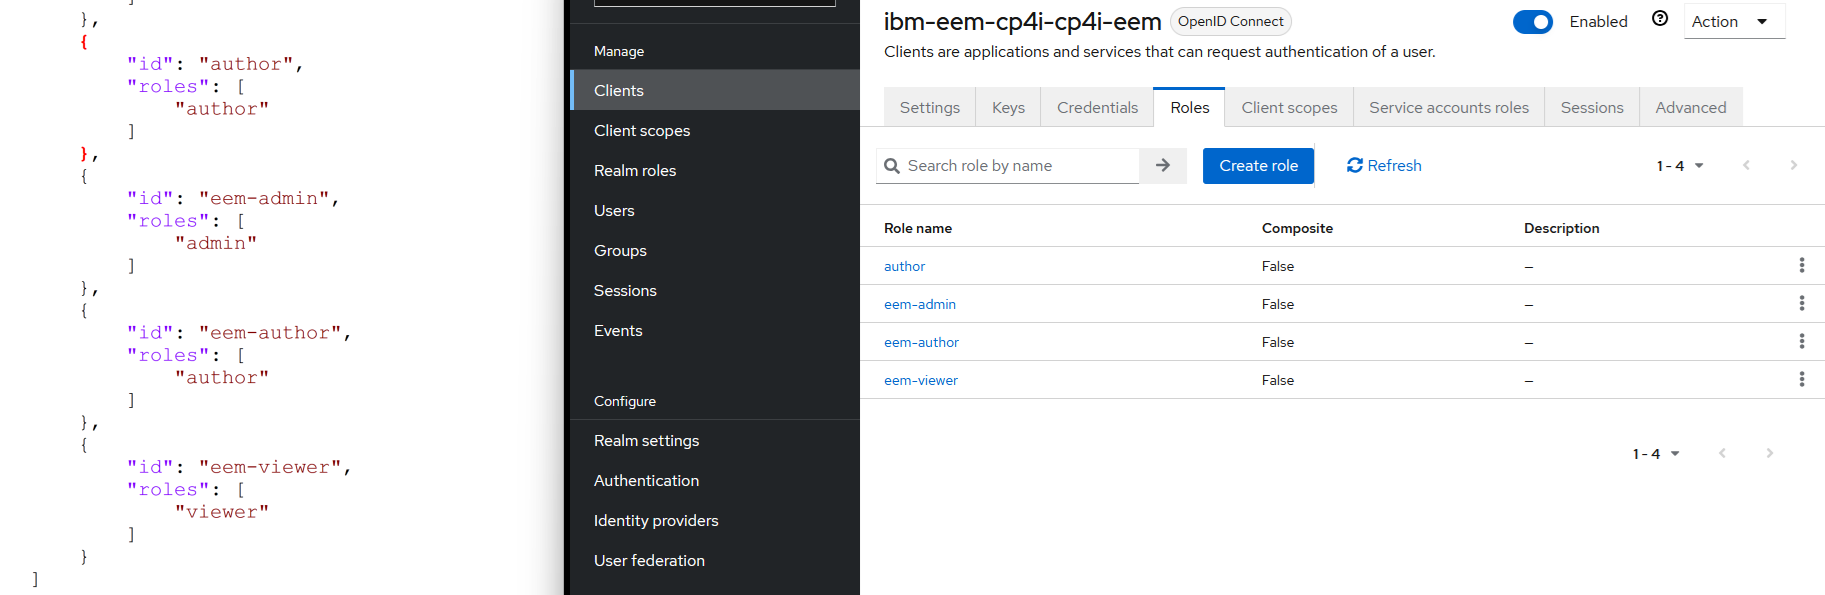 ]
},
{
"id": "author",
"roles": [
"author"
]
},
{
"id": "eem-admin",
"roles": [
"admin"
]
},
{
"id": "eem-author",
"roles": [
"author"
]
},
{
"id": "eem-viewer",
"roles": [
"viewer"
]
}
]
Manage
Clients
Client scopes
Realm roles
Users
Groups
Sessions
Events
Configure
Realm settings
Authentication
Identity providers
User federation
ibm-eem-cp4i-cp4i-eem OpenID Connect Enabled Action
Clients are applications and services that can request authentication of a user.
Settings Keys Credentials Roles Client scopes Service accounts roles Sessions Advanced
Search role by name Create role Refresh 1 - 4
Role name Composite Description
author False –
eem-admin False –
eem-author False –
eem-viewer False –
1 - 4